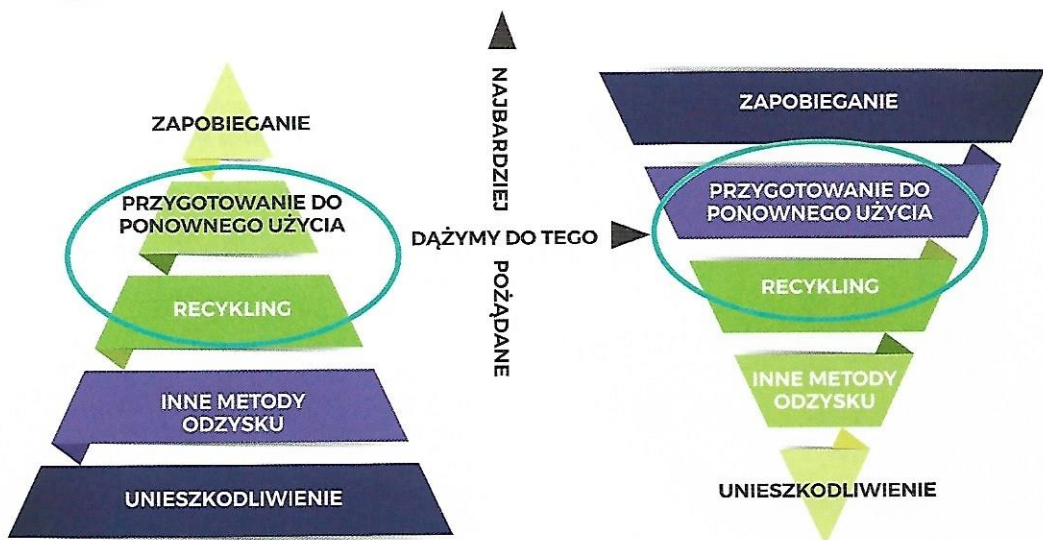 ZAPOBIEGANIE
PRZYGOTOWANIE DO
PONOWNEGO UŻYCIA
RECYKLING
INNE METODY
ODZYSKU
UNIESZKODLIWIENIE
NAJBARDZIEJ POŻĄDANE
DĄŻYMY DO TEGO
ZAPOBIEGANIE
PRZYGOTOWANIE DO
PONOWNEGO UŻYCIA
RECYKLING
INNE METODY
ODZYSKU
UNIESZKODLIWIENIE